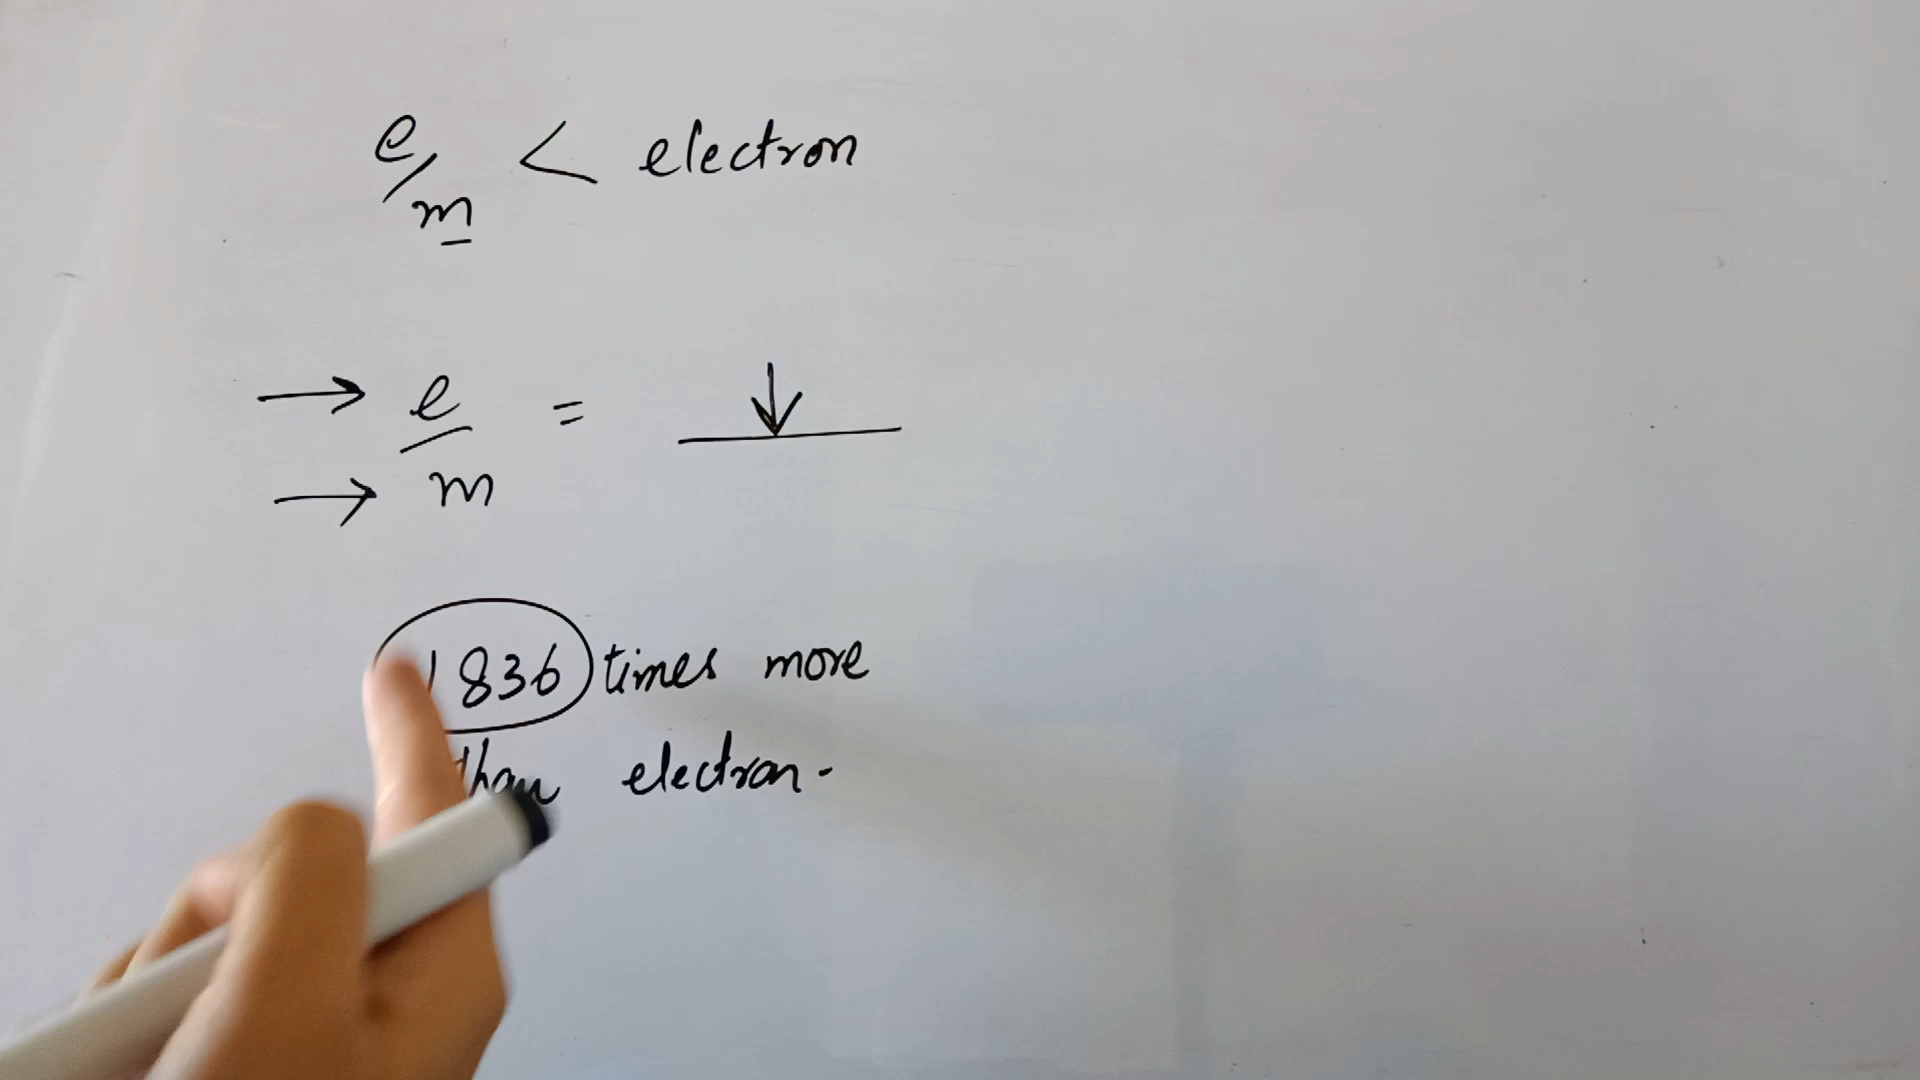 e/m < electron
→ e/m = ↓
→
1836 times more
than electron.